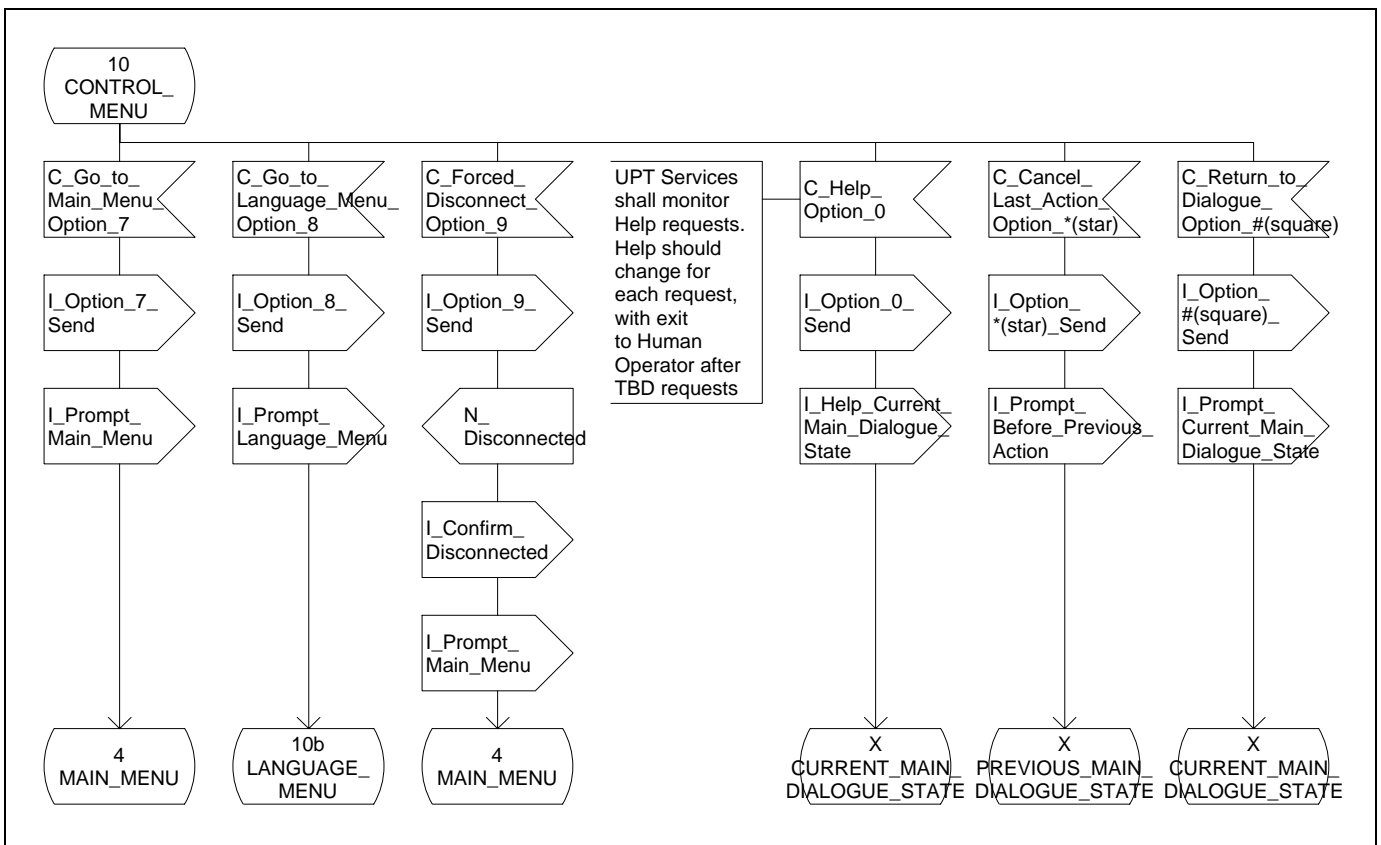 10
CONTROL_
MENU
C_Go_to_
Main_Menu_
Option_7
C_Go_to_
Language_Menu_
Option_8
C_Forced_
Disconnect_
Option_9
UPT Services
shall monitor
Help requests.
Help should
change for
each request,
with exit
to Human
Operator after
TBD requests
C_Help_
Option_0
C_Cancel_
Last_Action_
Option_*(star)
C_Return_to_
Dialogue_
Option_#(square)
I_Option_7_
Send
I_Option_8_
Send
I_Option_9_
Send
I_Option_0_
Send
I_Option_
*(star)_Send
I_Option_
#(square)_
Send
I_Prompt_
Main_Menu
I_Prompt_
Language_Menu
N_
Disconnected
I_Help_Current_
Main_Dialogue_
State
I_Prompt_
Before_Previous_
Action
I_Prompt_
Current_Main_
Dialogue_State
I_Confirm_
Disconnected
I_Prompt_
Main_Menu
4
MAIN_MENU
10b
LANGUAGE_
MENU
4
MAIN_MENU
X
CURRENT_MAIN_
DIALOGUE_STATE
X
PREVIOUS_MAIN_
DIALOGUE_STATE
X
CURRENT_MAIN_
DIALOGUE_STATE